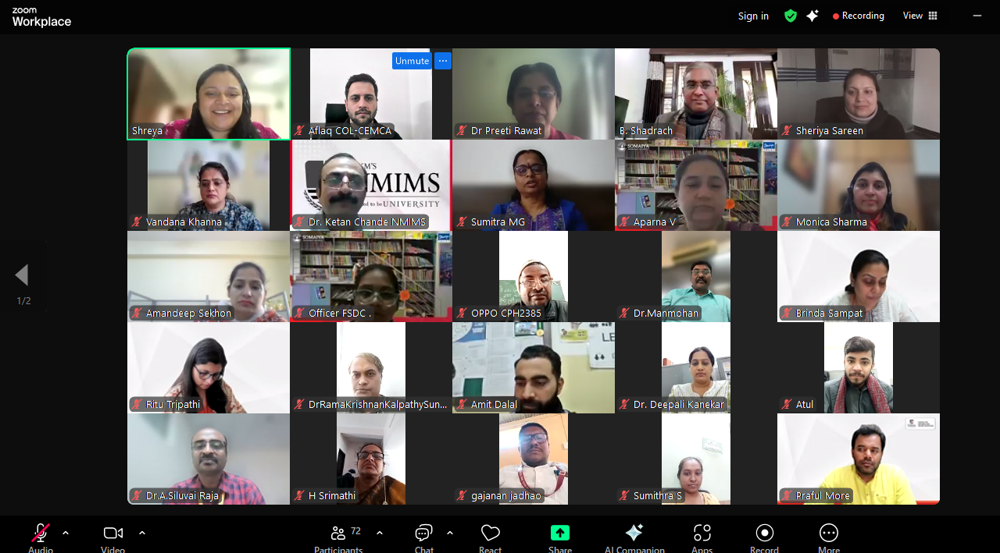 zoom
Workplace
Sign in
Recording
View
Unmute
...
Shreya
Aflaq COL-CEMCA
Dr Preeti Rawat
B. Shadrach
Sheriya Sareen
NMIMS
UNIVERSITY
SOMAIYA
Vandana Khanna
Dr. Ketan Chande NMIMS
Sumitra MG
Aparna V
Monica Sharma
SOMAIYA
1/2
Amandeep Sekhon
Officer FSDC .
OPPO CPH2385
Dr.Manmohan
Brinda Sampat
Ritu Tripathi
DrRamaKrishnanKalpathySun...
Amit Dalal
Dr. Deepali Kanekar
Atul
Dr.A.Siluvai Raja
H Srimathi
gajanan jadhao
Sumithra S
Praful More
72
Audio
Video
Participants
Chat
React
Share
AI Companion
Apps
Record
More